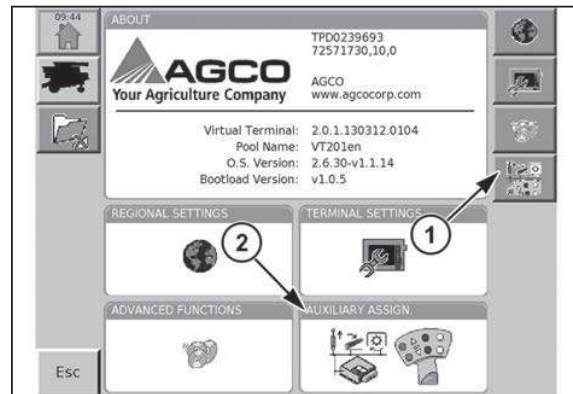 09:44
ABOUT
TPD0239693
72571730,10,0
AGCO
Your Agriculture Company
AGCO
www.agcocorp.com
Virtual Terminal: 2.0.1.130312.0104
Pool Name: VT201en
O.S. Version: 2.6.30-v1.1.14
Bootload Version: v1.0.5
REGIONAL SETTINGS
TERMINAL SETTINGS
1
2
ADVANCED FUNCTIONS
AUXILIARY ASSIGN.
Esc